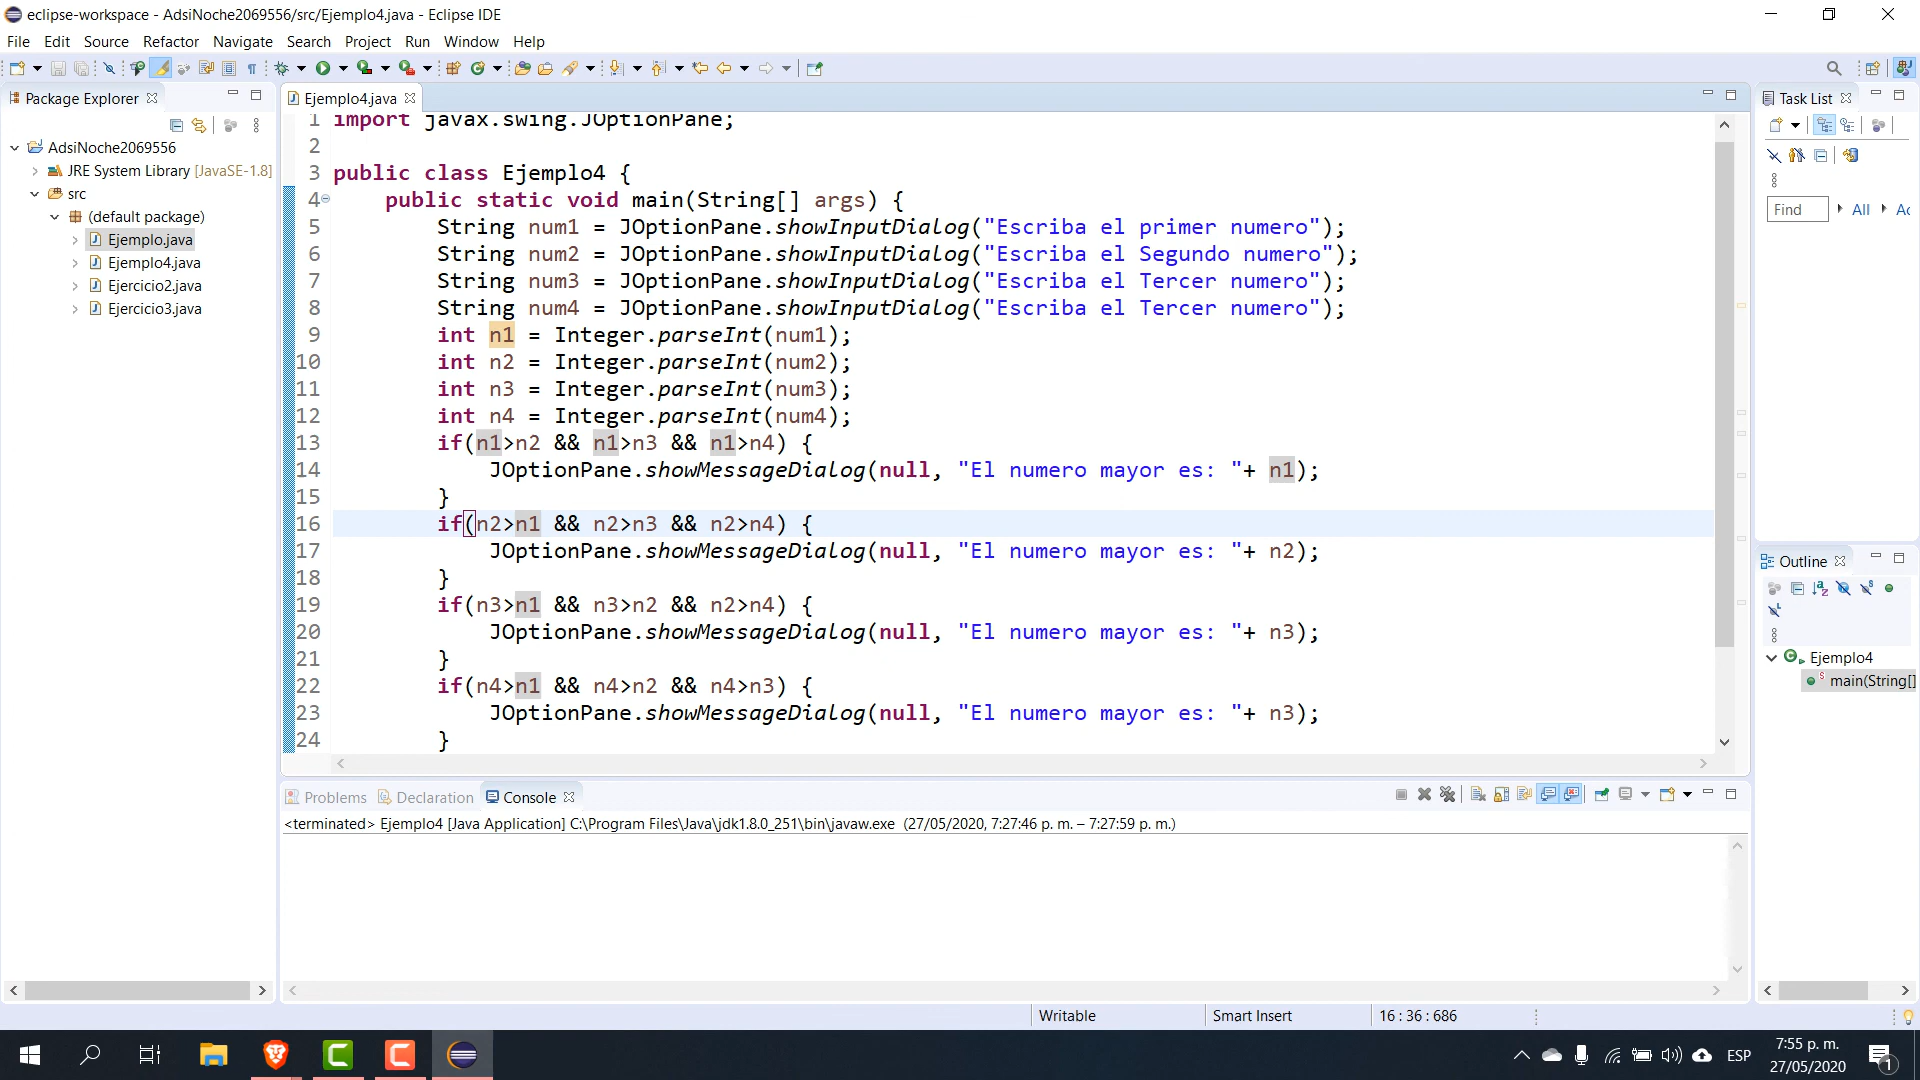 eclipse-workspace - AdsiNoche2069556/src/Ejemplo4.java - Eclipse IDE
File Edit Source Refactor Navigate Search Project Run Window Help
Package Explorer
AdsiNoche2069556
JRE System Library [JavaSE-1.8]
src
(default package)
Ejemplo.java
Ejemplo4.java
Ejercicio2.java
Ejercicio3.java
Ejemplo4.java
1 import javax.swing.JOptionPane;
2
3 public class Ejemplo4 {
4 public static void main(String[] args) {
5 String num1 = JOptionPane.showInputDialog("Escriba el primer numero");
6 String num2 = JOptionPane.showInputDialog("Escriba el Segundo numero");
7 String num3 = JOptionPane.showInputDialog("Escriba el Tercer numero");
8 String num4 = JOptionPane.showInputDialog("Escriba el Tercer numero");
9 int n1 = Integer.parseInt(num1);
10 int n2 = Integer.parseInt(num2);
11 int n3 = Integer.parseInt(num3);
12 int n4 = Integer.parseInt(num4);
13 if(n1>n2 && n1>n3 && n1>n4) {
14 JOptionPane.showMessageDialog(null, "El numero mayor es: "+ n1);
15 }
16 if(n2>n1 && n2>n3 && n2>n4) {
17 JOptionPane.showMessageDialog(null, "El numero mayor es: "+ n2);
18 }
19 if(n3>n1 && n3>n2 && n2>n4) {
20 JOptionPane.showMessageDialog(null, "El numero mayor es: "+ n3);
21 }
22 if(n4>n1 && n4>n2 && n4>n3) {
23 JOptionPane.showMessageDialog(null, "El numero mayor es: "+ n3);
24 }
Task List
Find All Ac
Outline
Ejemplo4
main(String[]
Problems Declaration Console
<terminated> Ejemplo4 [Java Application] C:\Program Files\Java\jdk1.8.0_251\bin\javaw.exe (27/05/2020, 7:27:46 p. m. – 7:27:59 p. m.)
Writable Smart Insert 16 : 36 : 686
ESP
7:55 p. m.
27/05/2020
1